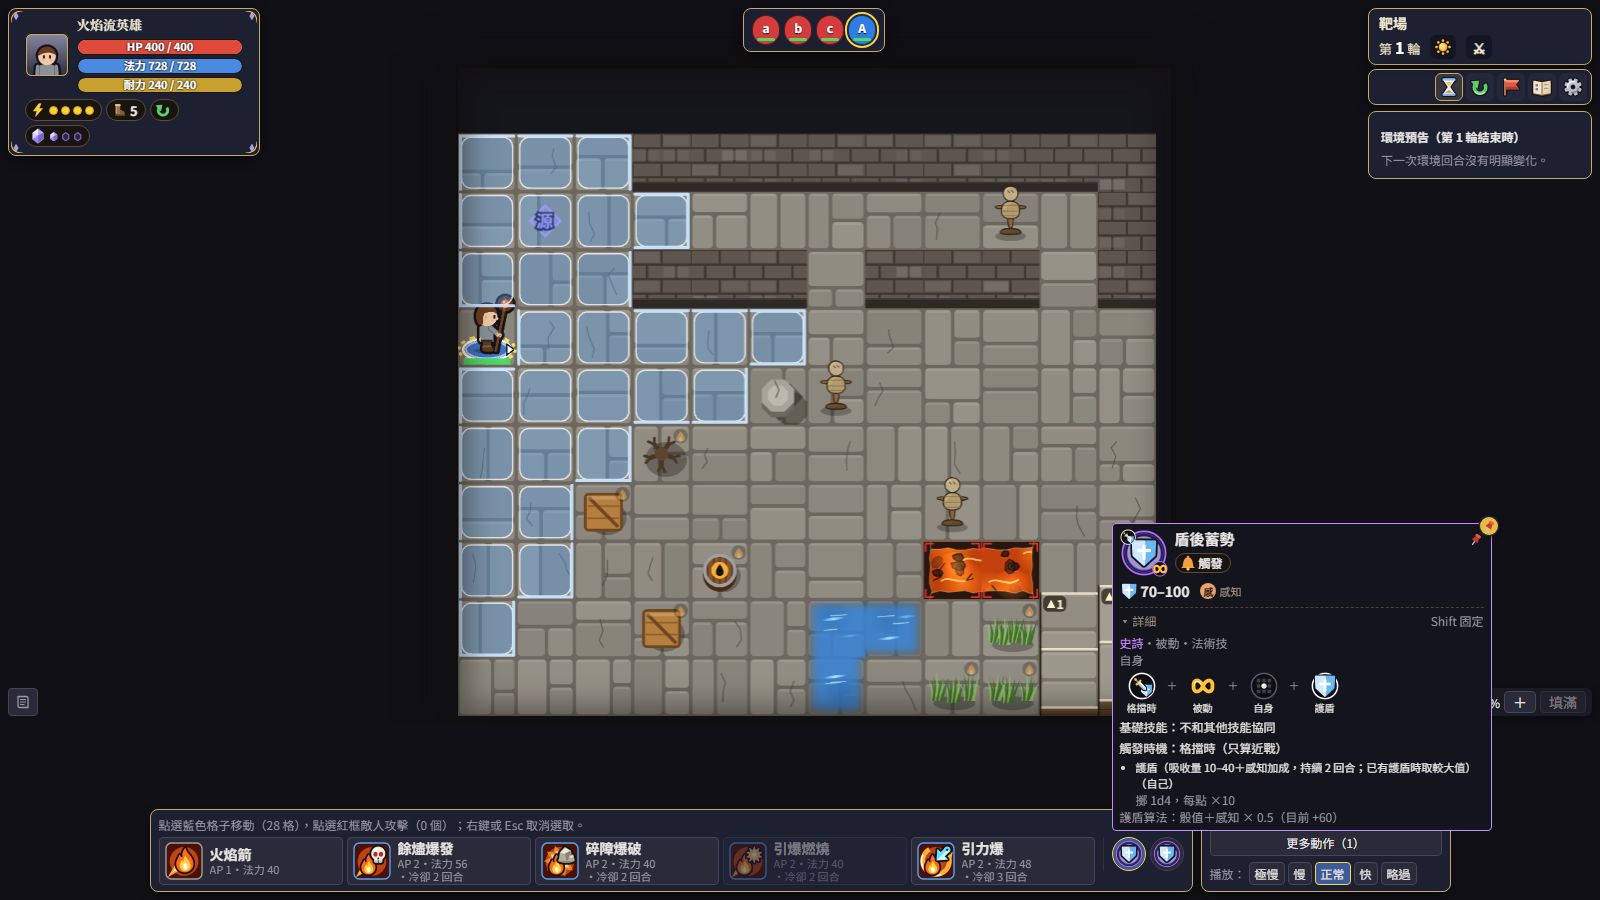 火焰流英雄
HP 400 / 400
法力 728 / 728
耐力 240 / 240
5
a b c A
靶場
第 1 輪
環境預告（第 1 輪結束時）
下一次環境回合沒有明顯變化。
源
▲1
盾後蓄勢
觸發
70–100 感 感知
▾ 詳細 Shift 固定
史詩・被動・法術技
自身
格擋時 + 被動 + 自身 + 護盾
基礎技能：不和其他技能協同
觸發時機：格擋時（只算近戰）
• 護盾（吸收量 10–40＋感知加成，持續 2 回合；已有護盾時取較大值）
（自己）
擲 1d4，每點 ×10
護盾算法：骰值＋感知 × 0.5（目前 +60）
% + 填滿
點選藍色格子移動（28 格），點選紅框敵人攻擊（0 個）；右鍵或 Esc 取消選取。
火焰箭
AP 1・法力 40
餘燼爆發
AP 2・法力 56
・冷卻 2 回合
碎障爆破
AP 2・法力 40
・冷卻 2 回合
引爆燃燒
AP 2・法力 40
・冷卻 2 回合
引力爆
AP 2・法力 48
・冷卻 3 回合
更多動作（1）
播放： 極慢 慢 正常 快 略過